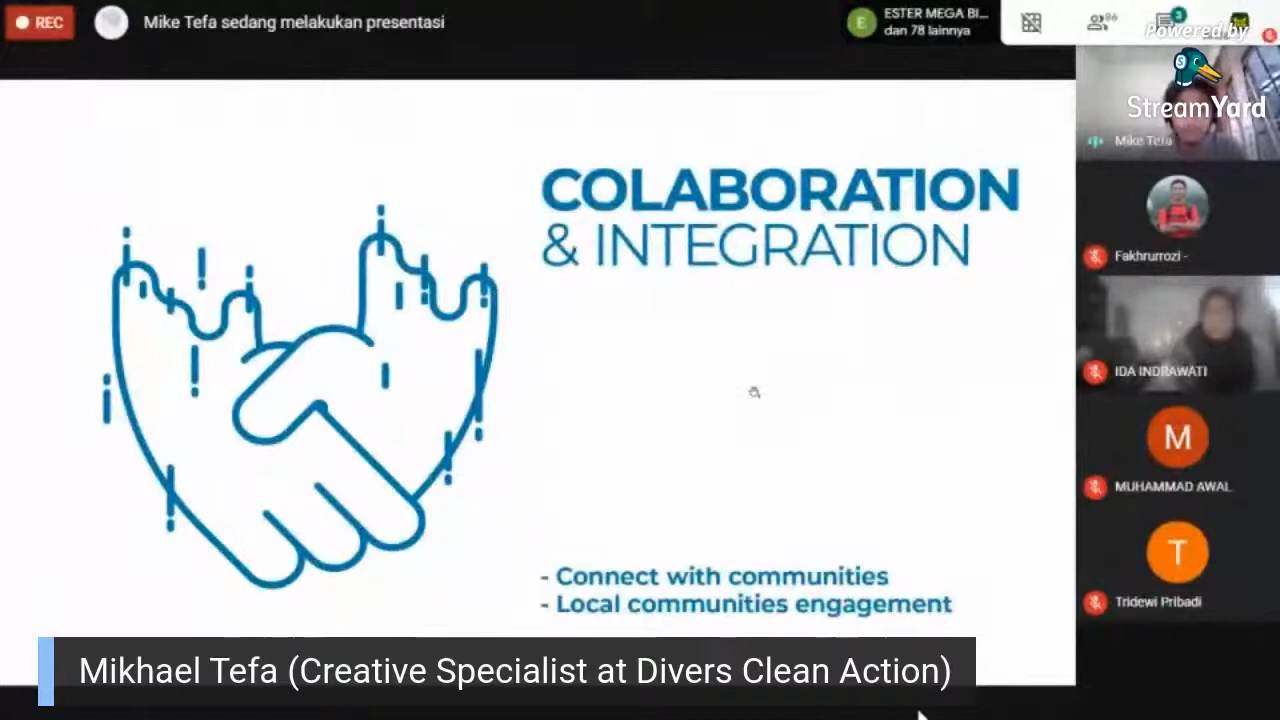 REC
Mike Tefa sedang melakukan presentasi
E
ESTER MEGA BI...
dan 78 lainnya
86
3
Powered by
StreamYard
Mike Tefa
COLABORATION
& INTEGRATION
Fakhrurrozi -
IDA INDRAWATI
M
MUHAMMAD AWAL
T
Tridewi Pribadi
- Connect with communities
- Local communities engagement
Mikhael Tefa (Creative Specialist at Divers Clean Action)